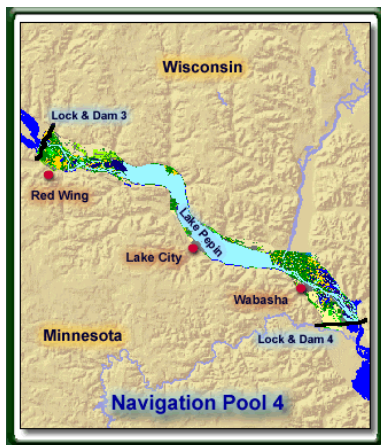 Wisconsin
Lock & Dam 3
Red Wing
Lake Pepin
Lake City
Wabasha
Minnesota
Lock & Dam 4
Navigation Pool 4